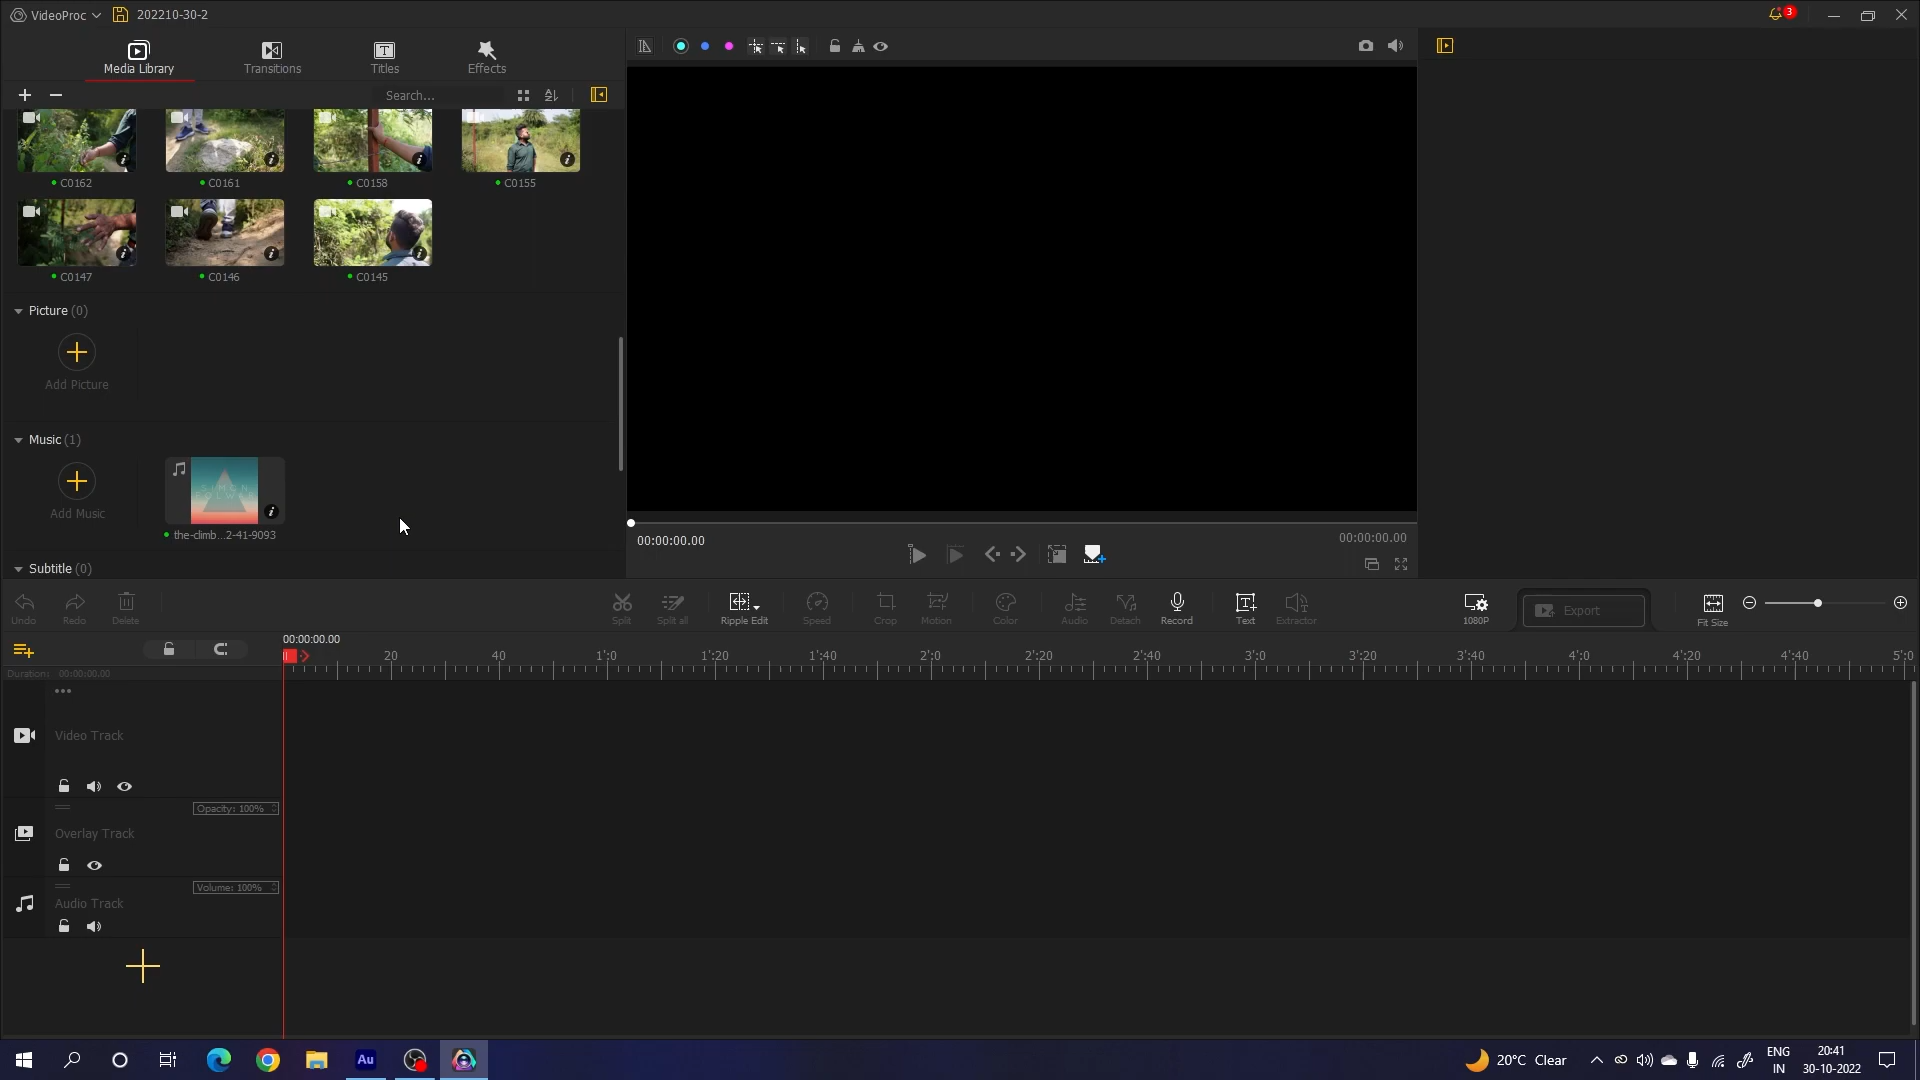 VideoProc
202210-30-2
3
Media Library
Transitions
Titles
Effects
Search...
C0162
C0161
C0158
C0155
C0147
C0146
C0145
Picture (0)
Add Picture
Music (1)
Add Music
the-climb...2-41-9093
Subtitle (0)
00:00:00.00
00:00:00.00
Undo
Redo
Delete
Split
Split all
Ripple Edit
Speed
Crop
Motion
Color
Audio
Detach
Record
Text
Extractor
1080P
Export
Fit Size
00:00:00.00
20
40
1':0
1':20
1':40
2':0
2':20
2':40
3':0
3':20
3':40
4':0
4':20
4':40
5':0
Duration: 00:00:00.00
Video Track
Opacity: 100%
Overlay Track
Volume: 100%
Audio Track
Au
20°C Clear
ENG
IN
20:41
30-10-2022